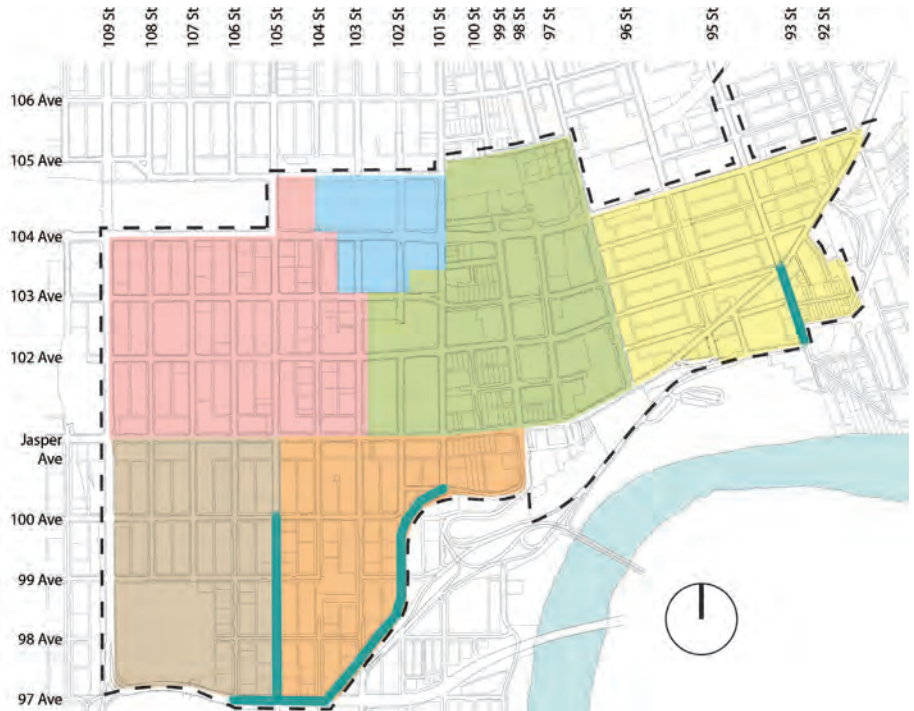 109 St
108 St
107 St
106 St
105 St
104 St
103 St
102 St
101 St
100 St
99 St
98 St
97 St
96 St
95 St
93 St
92 St
106 Ave
105 Ave
104 Ave
103 Ave
102 Ave
Jasper
Ave
100 Ave
99 Ave
98 Ave
97 Ave